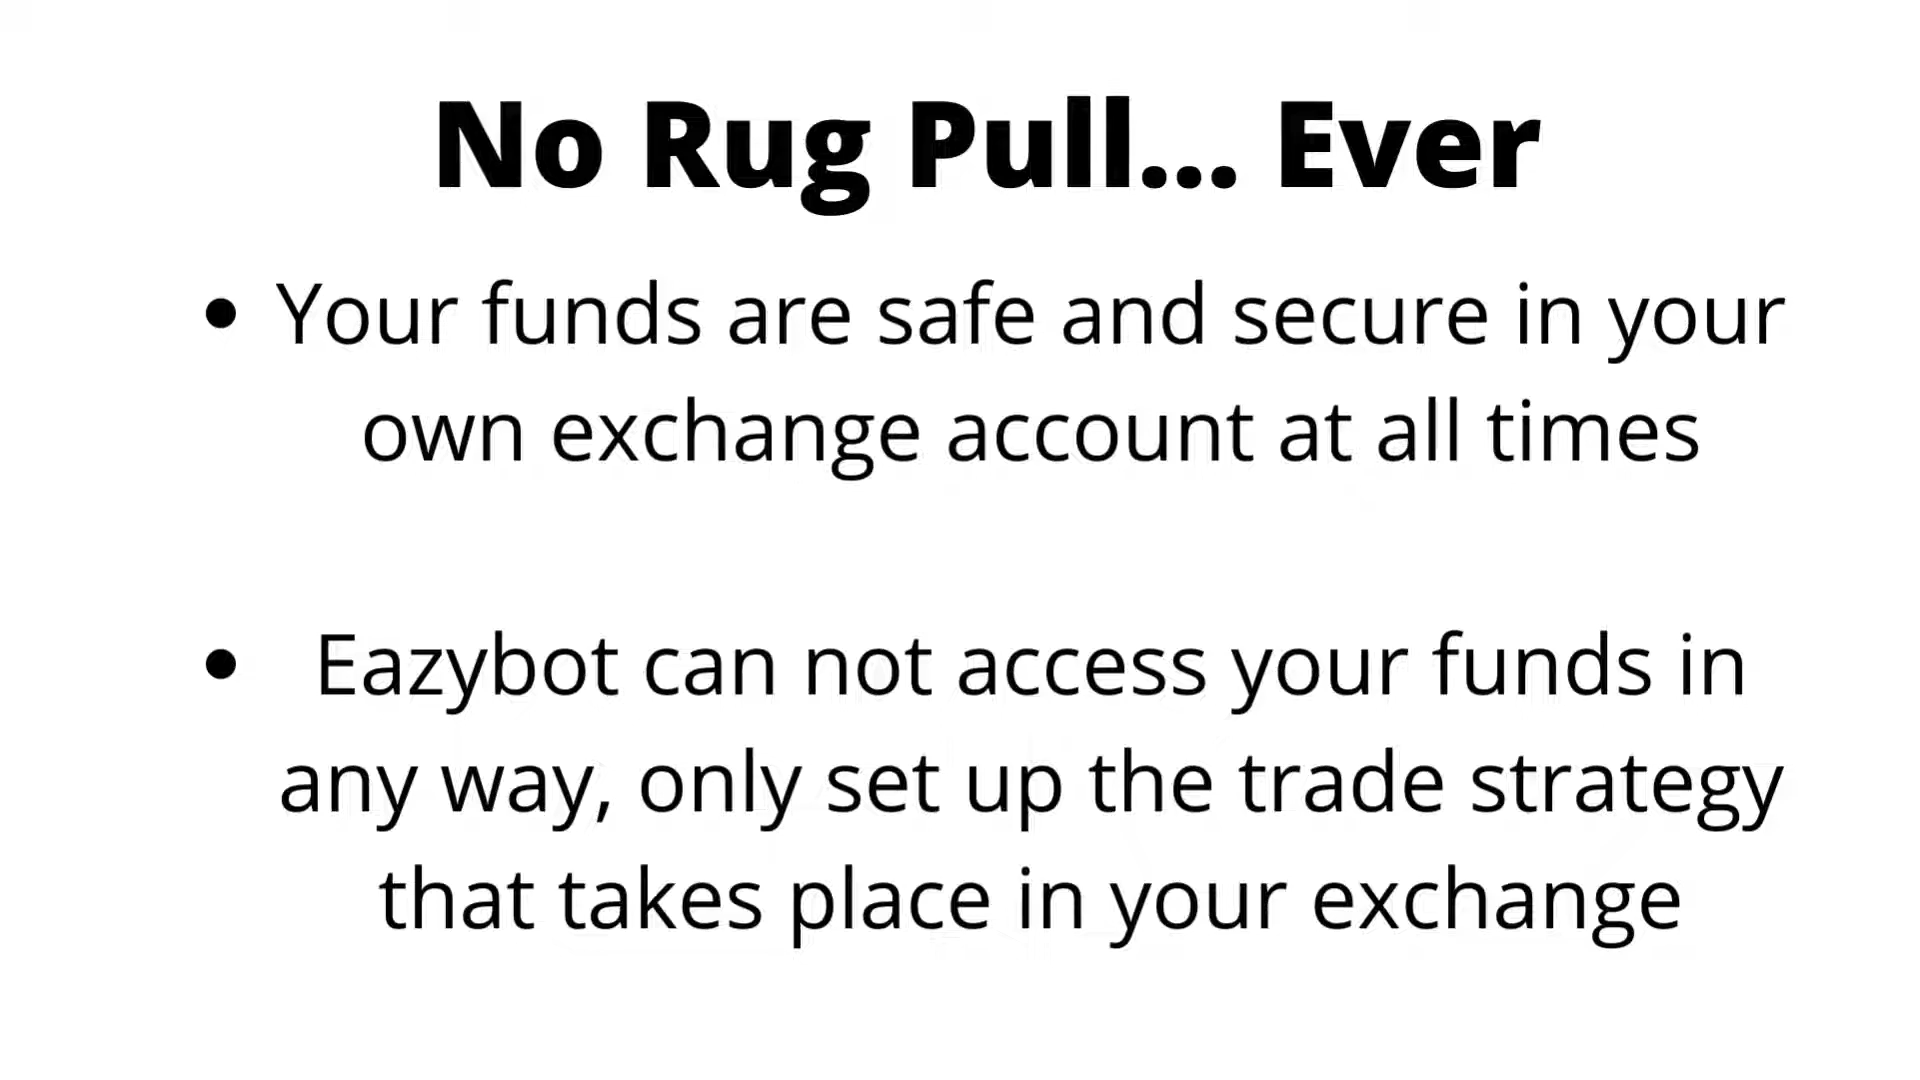 No Rug Pull... Ever
• Your funds are safe and secure in your
own exchange account at all times
• Eazybot can not access your funds in
any way, only set up the trade strategy
that takes place in your exchange